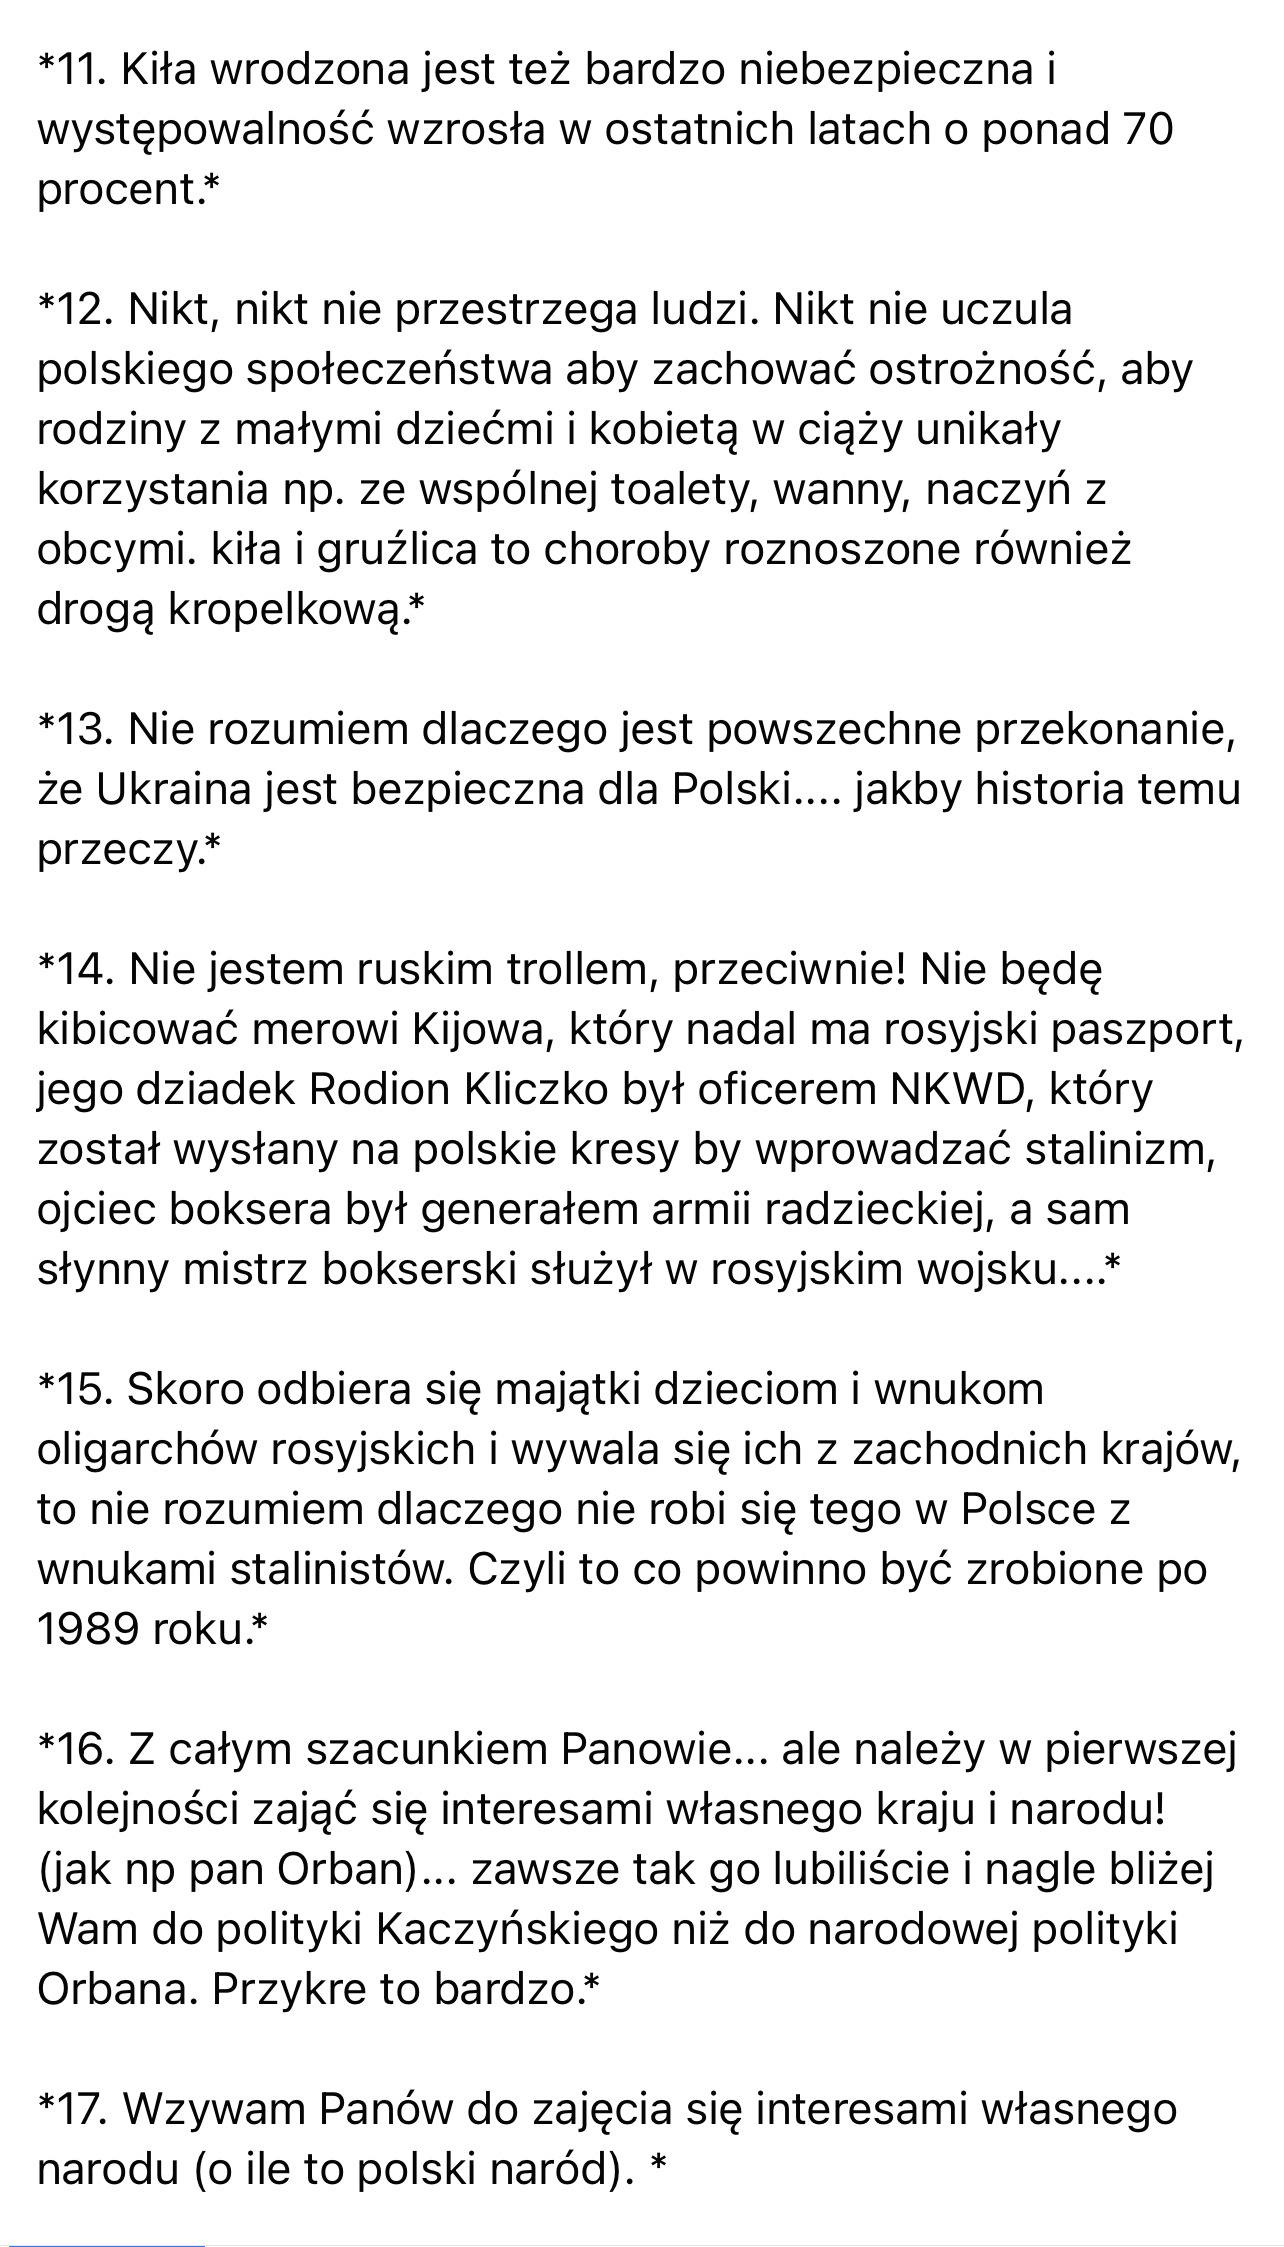 *11. Kiła wrodzona jest też bardzo niebezpieczna i
występowalność wzrosła w ostatnich latach o ponad 70
procent.*
*12. Nikt, nikt nie przestrzega ludzi. Nikt nie uczula
polskiego społeczeństwa aby zachować ostrożność, aby
rodziny z małymi dziećmi i kobietą w ciąży unikały
korzystania np. ze wspólnej toalety, wanny, naczyń z
obcymi. kiła i gruźlica to choroby roznoszone również
drogą kropelkową.*
*13. Nie rozumiem dlaczego jest powszechne przekonanie,
że Ukraina jest bezpieczna dla Polski.... jakby historia temu
przeczy.*
*14. Nie jestem ruskim trollem, przeciwnie! Nie będę
kibicować merowi Kijowa, który nadal ma rosyjski paszport,
jego dziadek Rodion Kliczko był oficerem NKWD, który
został wysłany na polskie kresy by wprowadzać stalinizm,
ojciec boksera był generałem armii radzieckiej, a sam
słynny mistrz bokserski służył w rosyjskim wojsku....*
*15. Skoro odbiera się majątki dzieciom i wnukom
oligarchów rosyjskich i wywala się ich z zachodnich krajów,
to nie rozumiem dlaczego nie robi się tego w Polsce z
wnukami stalinistów. Czyli to co powinno być zrobione po
1989 roku.*
*16. Z całym szacunkiem Panowie... ale należy w pierwszej
kolejności zająć się interesami własnego kraju i narodu!
(jak np pan Orban)... zawsze tak go lubiliście i nagle bliżej
Wam do polityki Kaczyńskiego niż do narodowej polityki
Orbana. Przykre to bardzo.*
*17. Wzywam Panów do zajęcia się interesami własnego
narodu (o ile to polski naród). *